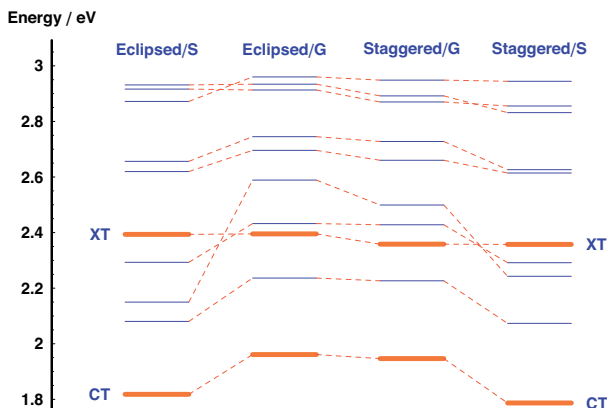 Energy / eV
Eclipsed/S Eclipsed/G Staggered/G Staggered/S
3
2.8
2.6
2.4
XT XT
2.2
2
1.8
CT CT